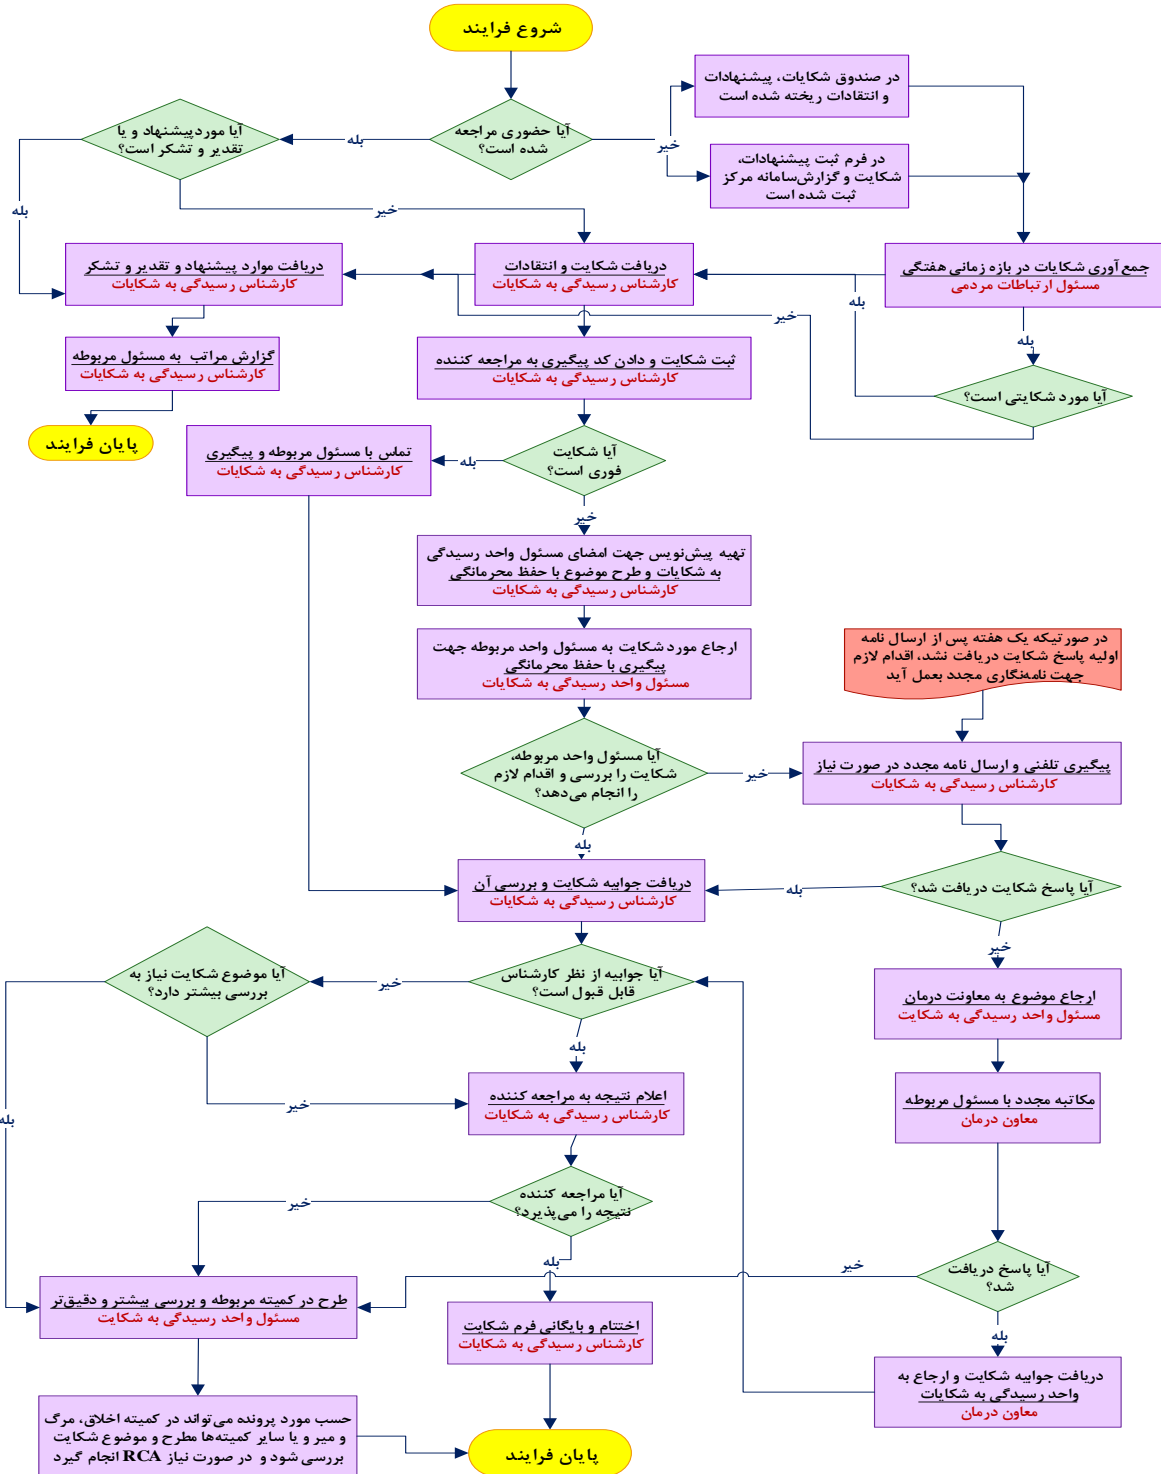 شروع فرایند
در صندوق شکایات، پیشنهادات
و انتقادات ریخته شده است
آیا حضوری مراجعه
شده است؟
آیا موردپیشنهاد و یا
تقدیر و تشکر است؟
بله
خیر
در فرم ثبت پیشنهادات،
شکایت و گزارش‌سامانه مرکز
ثبت شده است
بله
خیر
جمع آوری شکایات در بازه زمانی هفتگی
مسئول ارتباطات مردمی
دریافت شکایت و انتقادات
کارشناس رسیدگی به شکایات
دریافت موارد پیشنهاد و تقدیر و تشکر
کارشناس رسیدگی به شکایات
بله
خیر
بله
گزارش مراتب به مسئول مربوطه
کارشناس رسیدگی به شکایات
ثبت شکایت و دادن کد پیگیری به مراجعه کننده
کارشناس رسیدگی به شکایات
آیا مورد شکایتی است؟
پایان فرایند
آیا شکایت
فوری است؟
بله
تماس با مسئول مربوطه و پیگیری
کارشناس رسیدگی به شکایات
خیر
تهیه پیش‌نویس جهت امضای مسئول واحد رسیدگی
به شکایات و طرح موضوع با حفظ محرمانگی
کارشناس رسیدگی به شکایات
ارجاع مورد شکایت به مسئول واحد مربوطه جهت
پیگیری با حفظ محرمانگی
مسئول واحد رسیدگی به شکایات
در صورتیکه یک هفته پس از ارسال نامه
اولیه پاسخ شکایت دریافت نشد، اقدام لازم
جهت نامه‌نگاری مجدد بعمل آید
آیا مسئول واحد مربوطه،
شکایت را بررسی و اقدام لازم
را انجام می‌دهد؟
خیر
پیگیری تلفنی و ارسال نامه مجدد در صورت نیاز
کارشناس رسیدگی به شکایات
بله
دریافت جوابیه شکایت و بررسی آن
کارشناس رسیدگی به شکایات
بله
آیا پاسخ شکایت دریافت شد؟
خیر
آیا جوابیه از نظر کارشناس
قابل قبول است؟
خیر
آیا موضوع شکایت نیاز به
بررسی بیشتر دارد؟
ارجاع موضوع به معاونت درمان
مسئول واحد رسیدگی به شکایت
بله
اعلام نتیجه به مراجعه کننده
کارشناس رسیدگی به شکایات
خیر
بله
مکاتبه مجدد با مسئول مربوطه
معاون درمان
آیا مراجعه کننده
نتیجه را می‌پذیرد؟
خیر
بله
خیر
آیا پاسخ دریافت
شد؟
طرح در کمیته مربوطه و بررسی بیشتر و دقیق‌تر
مسئول واحد رسیدگی به شکایت
اختتام و بایگانی فرم شکایت
کارشناس رسیدگی به شکایات
بله
دریافت جوابیه شکایت و ارجاع به
واحد رسیدگی به شکایات
معاون درمان
حسب مورد پرونده می‌تواند در کمیته اخلاق، مرگ
و میر و یا سایر کمیته‌ها مطرح و موضوع شکایت
بررسی شود و در صورت نیاز RCA انجام گیرد
پایان فرایند